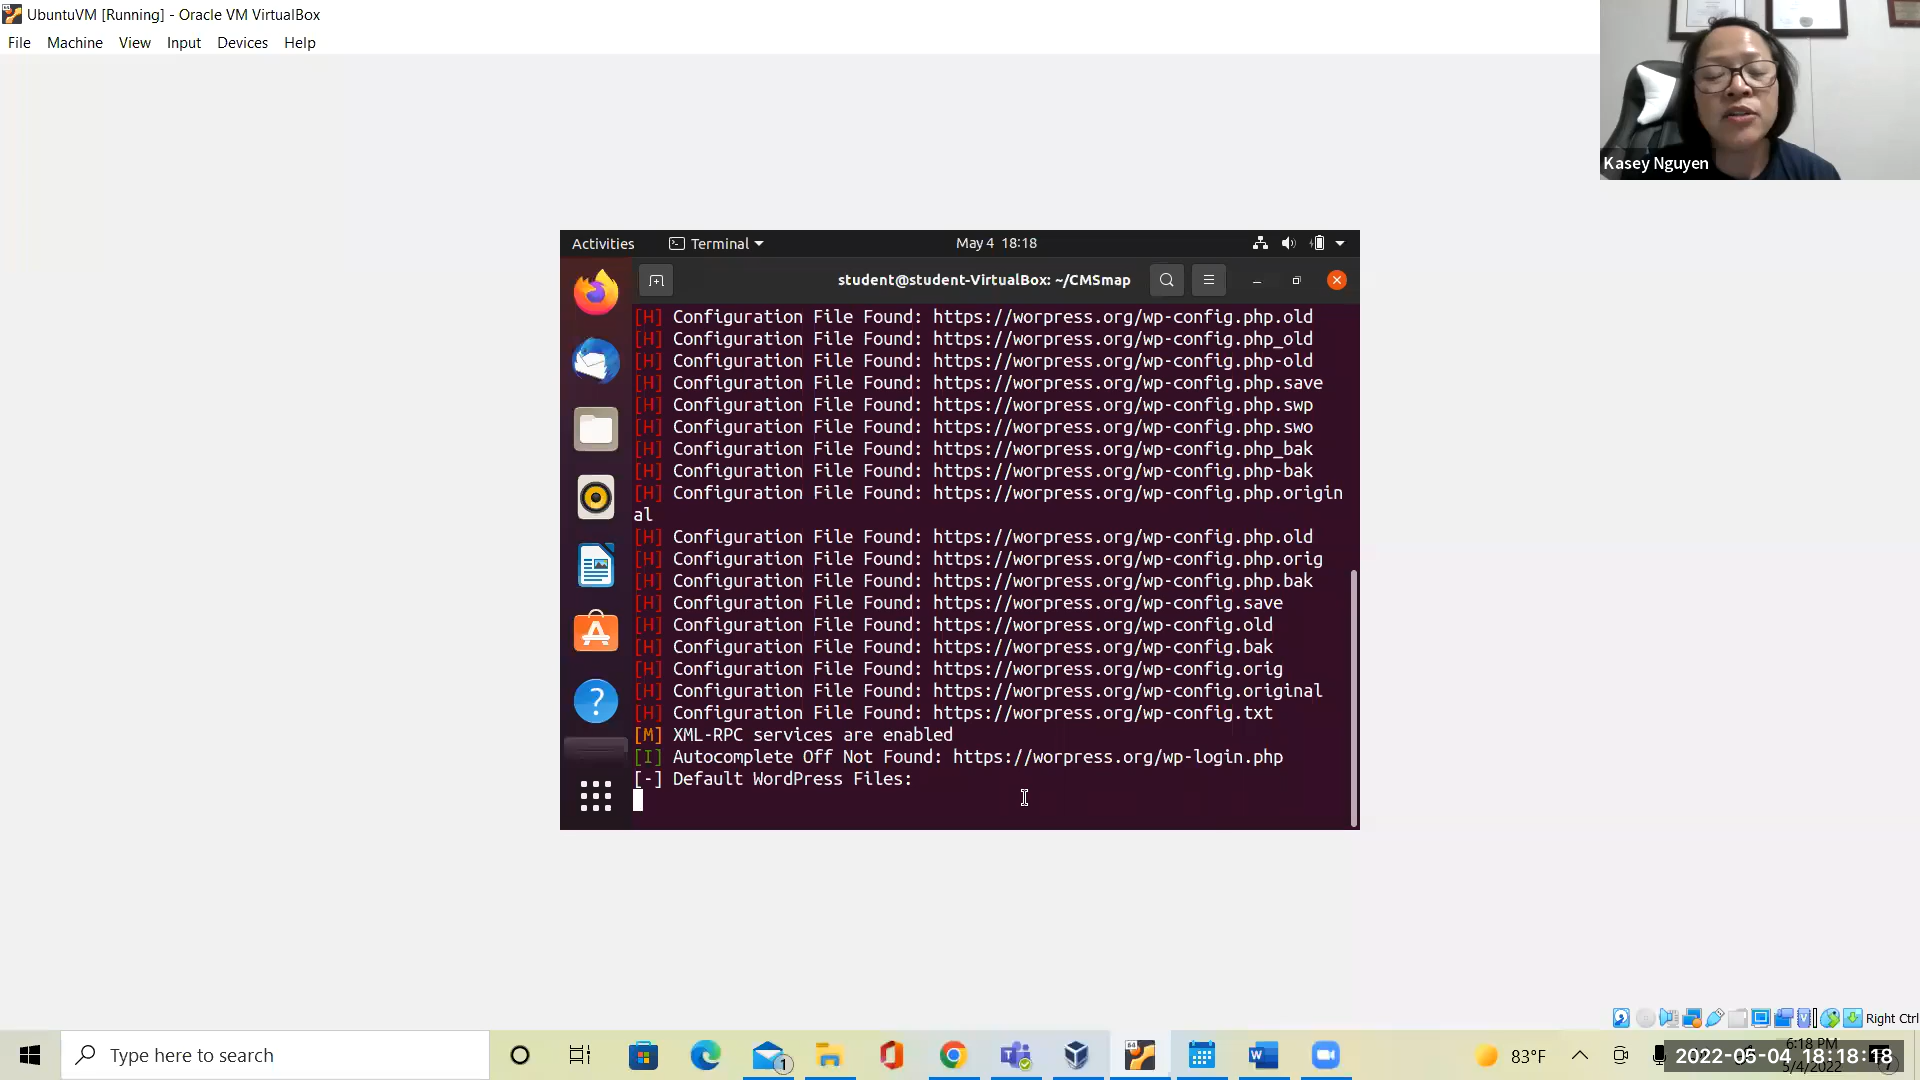 UbuntuVM [Running] - Oracle VM VirtualBox
File Machine View Input Devices Help
Kasey Nguyen
Activities Terminal May 4 18:18
student@student-VirtualBox: ~/CMSmap
[H] Configuration File Found: https://worpress.org/wp-config.php.old
[H] Configuration File Found: https://worpress.org/wp-config.php_old
[H] Configuration File Found: https://worpress.org/wp-config.php-old
[H] Configuration File Found: https://worpress.org/wp-config.php.save
[H] Configuration File Found: https://worpress.org/wp-config.php.swp
[H] Configuration File Found: https://worpress.org/wp-config.php.swo
[H] Configuration File Found: https://worpress.org/wp-config.php_bak
[H] Configuration File Found: https://worpress.org/wp-config.php-bak
[H] Configuration File Found: https://worpress.org/wp-config.php.origin
al
[H] Configuration File Found: https://worpress.org/wp-config.php.old
[H] Configuration File Found: https://worpress.org/wp-config.php.orig
[H] Configuration File Found: https://worpress.org/wp-config.php.bak
[H] Configuration File Found: https://worpress.org/wp-config.save
[H] Configuration File Found: https://worpress.org/wp-config.old
[H] Configuration File Found: https://worpress.org/wp-config.bak
[H] Configuration File Found: https://worpress.org/wp-config.orig
[H] Configuration File Found: https://worpress.org/wp-config.original
[H] Configuration File Found: https://worpress.org/wp-config.txt
[M] XML-RPC services are enabled
[I] Autocomplete Off Not Found: https://worpress.org/wp-login.php
[-] Default WordPress Files:
Right Ctrl
Type here to search
1
64
83°F
6:18 PM
2022-05-04 18:18:18
5/4/2022
7